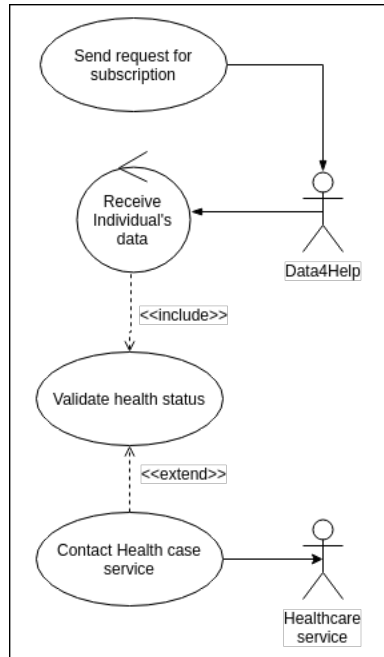 Send request for
subscription
Receive
Individual's
data
Data4Help
<<include>>
Validate health status
<<extend>>
Contact Health case
service
Healthcare
service